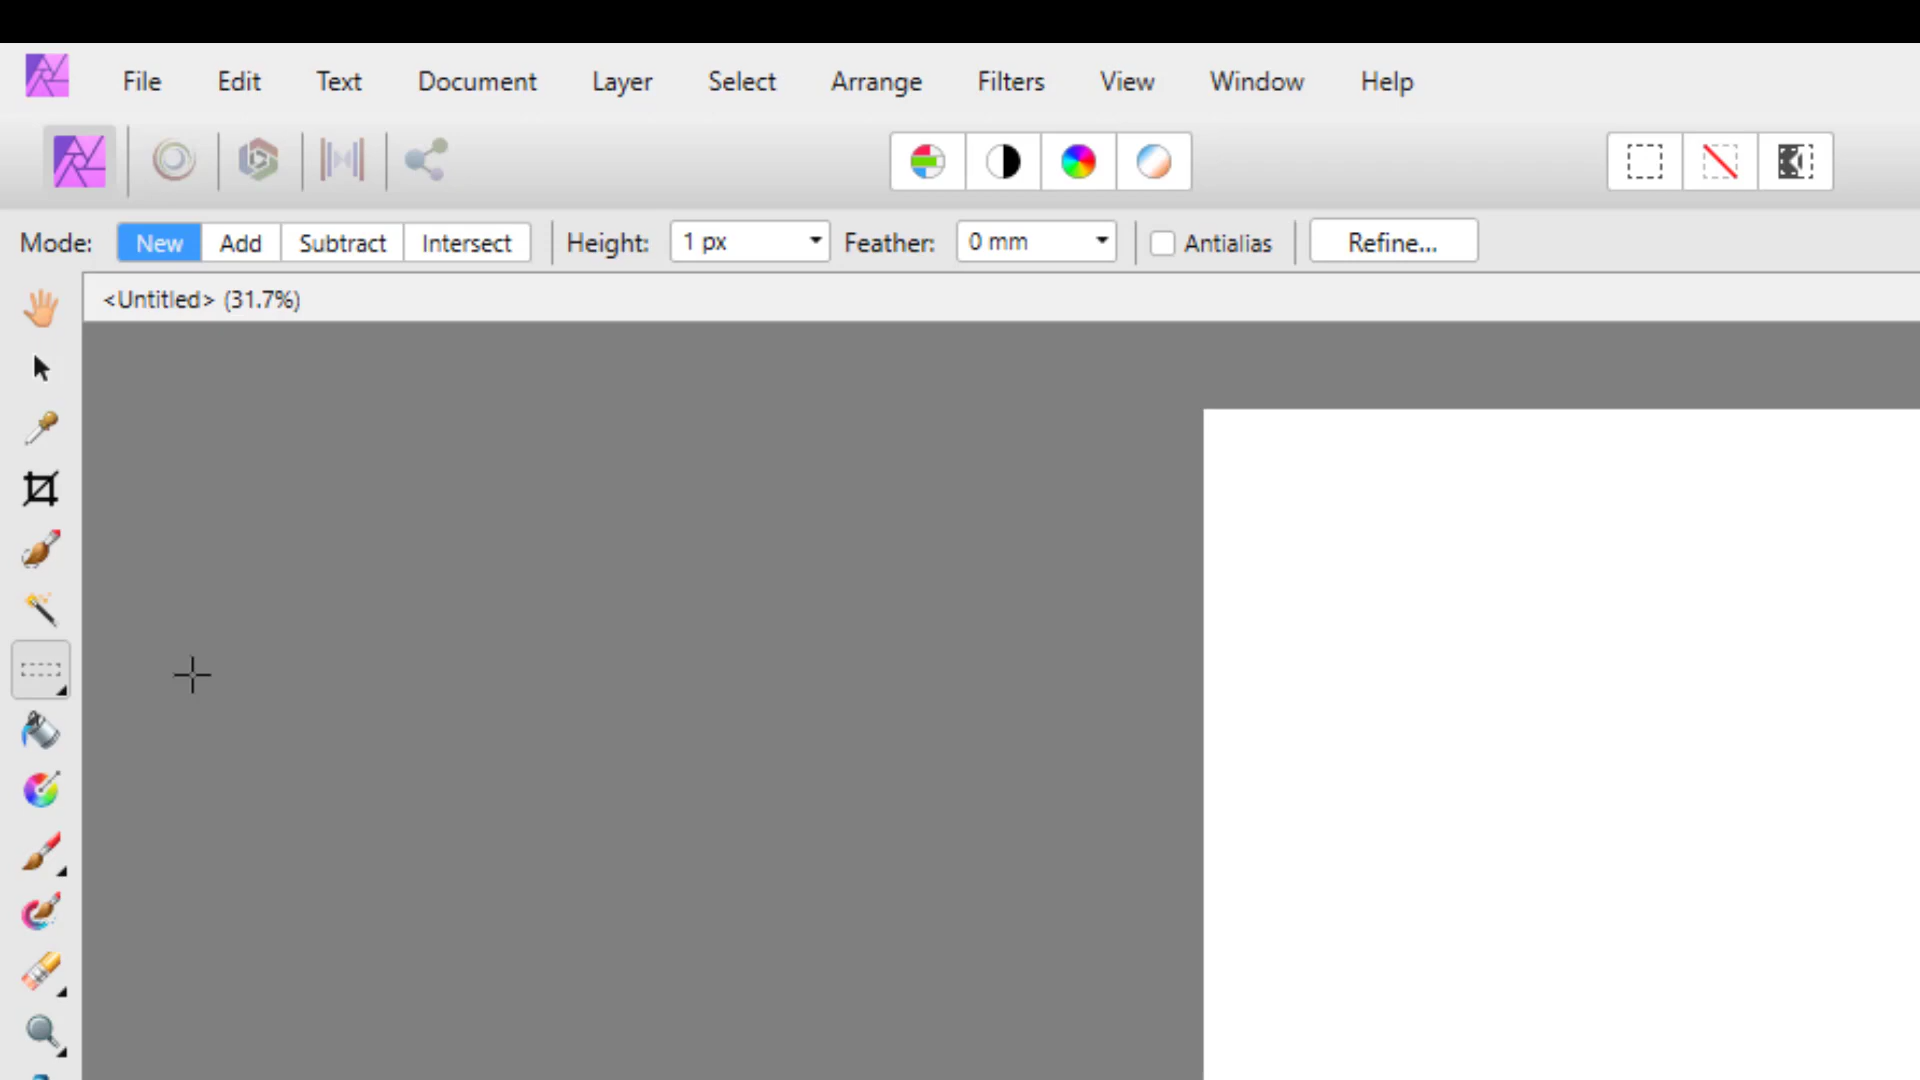 File Edit Text Document Layer Select Arrange Filters View Window Help
Mode: New Add Subtract Intersect Height: 1 px Feather: 0 mm Antialias Refine...
<Untitled> (31.7%)